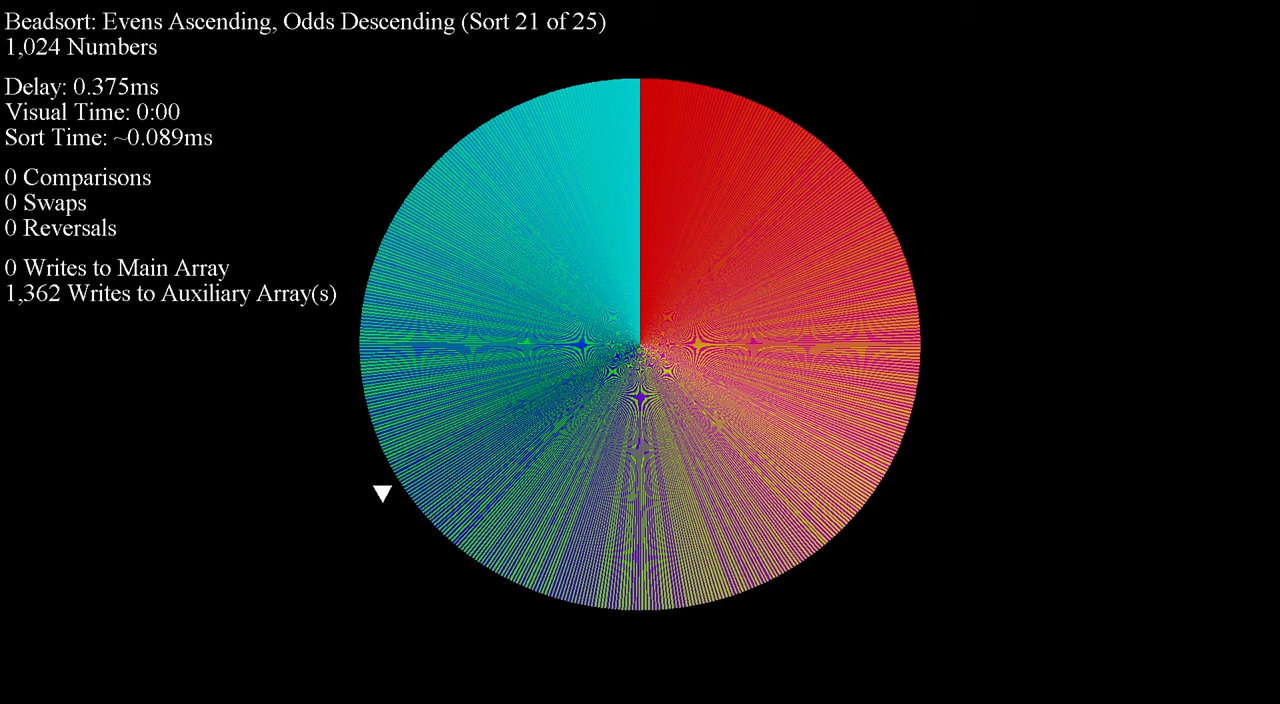 Beadsort: Evens Ascending, Odds Descending (Sort 21 of 25)
1,024 Numbers
Delay: 0.375ms
Visual Time: 0:00
Sort Time: ~0.089ms
0 Comparisons
0 Swaps
0 Reversals
0 Writes to Main Array
1,362 Writes to Auxiliary Array(s)